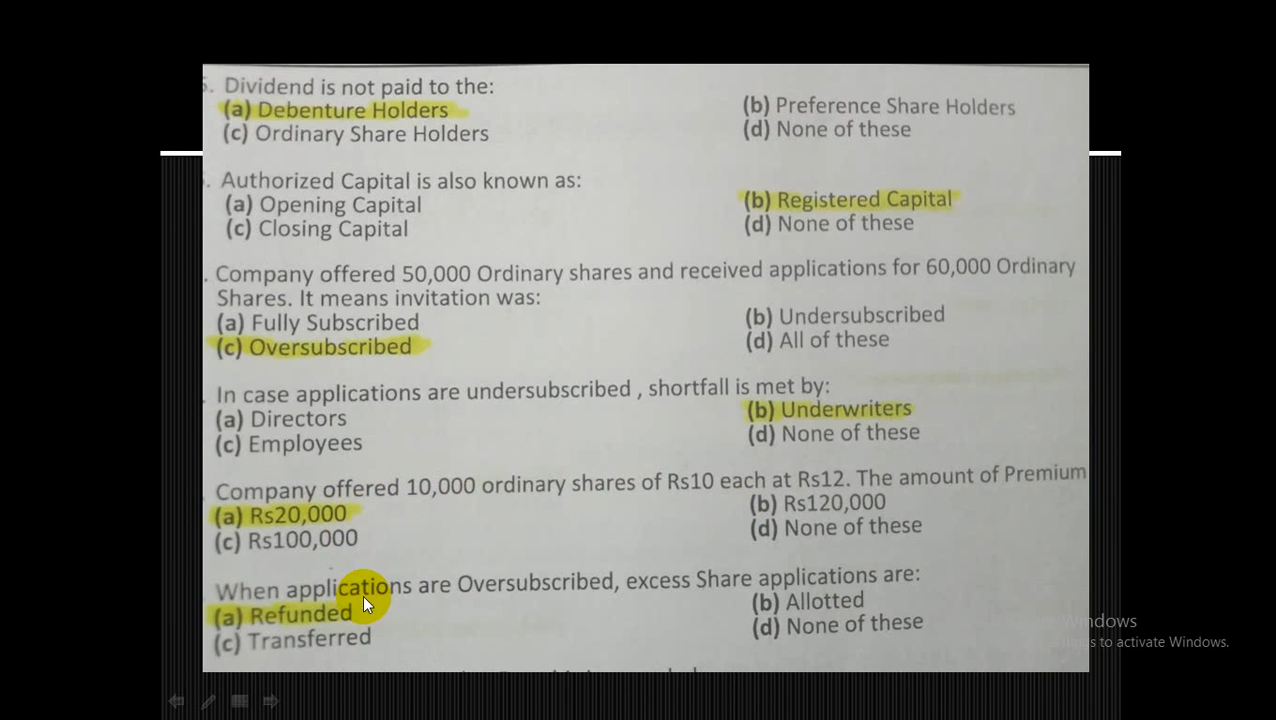 5. Dividend is not paid to the:
(a) Debenture Holders
(b) Preference Share Holders
(c) Ordinary Share Holders
(d) None of these
. Authorized Capital is also known as:
(a) Opening Capital
(b) Registered Capital
(c) Closing Capital
(d) None of these
. Company offered 50,000 Ordinary shares and received applications for 60,000 Ordinary
Shares. It means invitation was:
(a) Fully Subscribed
(b) Undersubscribed
(c) Oversubscribed
(d) All of these
. In case applications are undersubscribed , shortfall is met by:
(a) Directors
(b) Underwriters
(c) Employees
(d) None of these
. Company offered 10,000 ordinary shares of Rs10 each at Rs12. The amount of Premium
(a) Rs20,000
(b) Rs120,000
(c) Rs100,000
(d) None of these
When applications are Oversubscribed, excess Share applications are:
(a) Refunded
(b) Allotted
(c) Transferred
(d) None of these
Windows
to activate Windows.